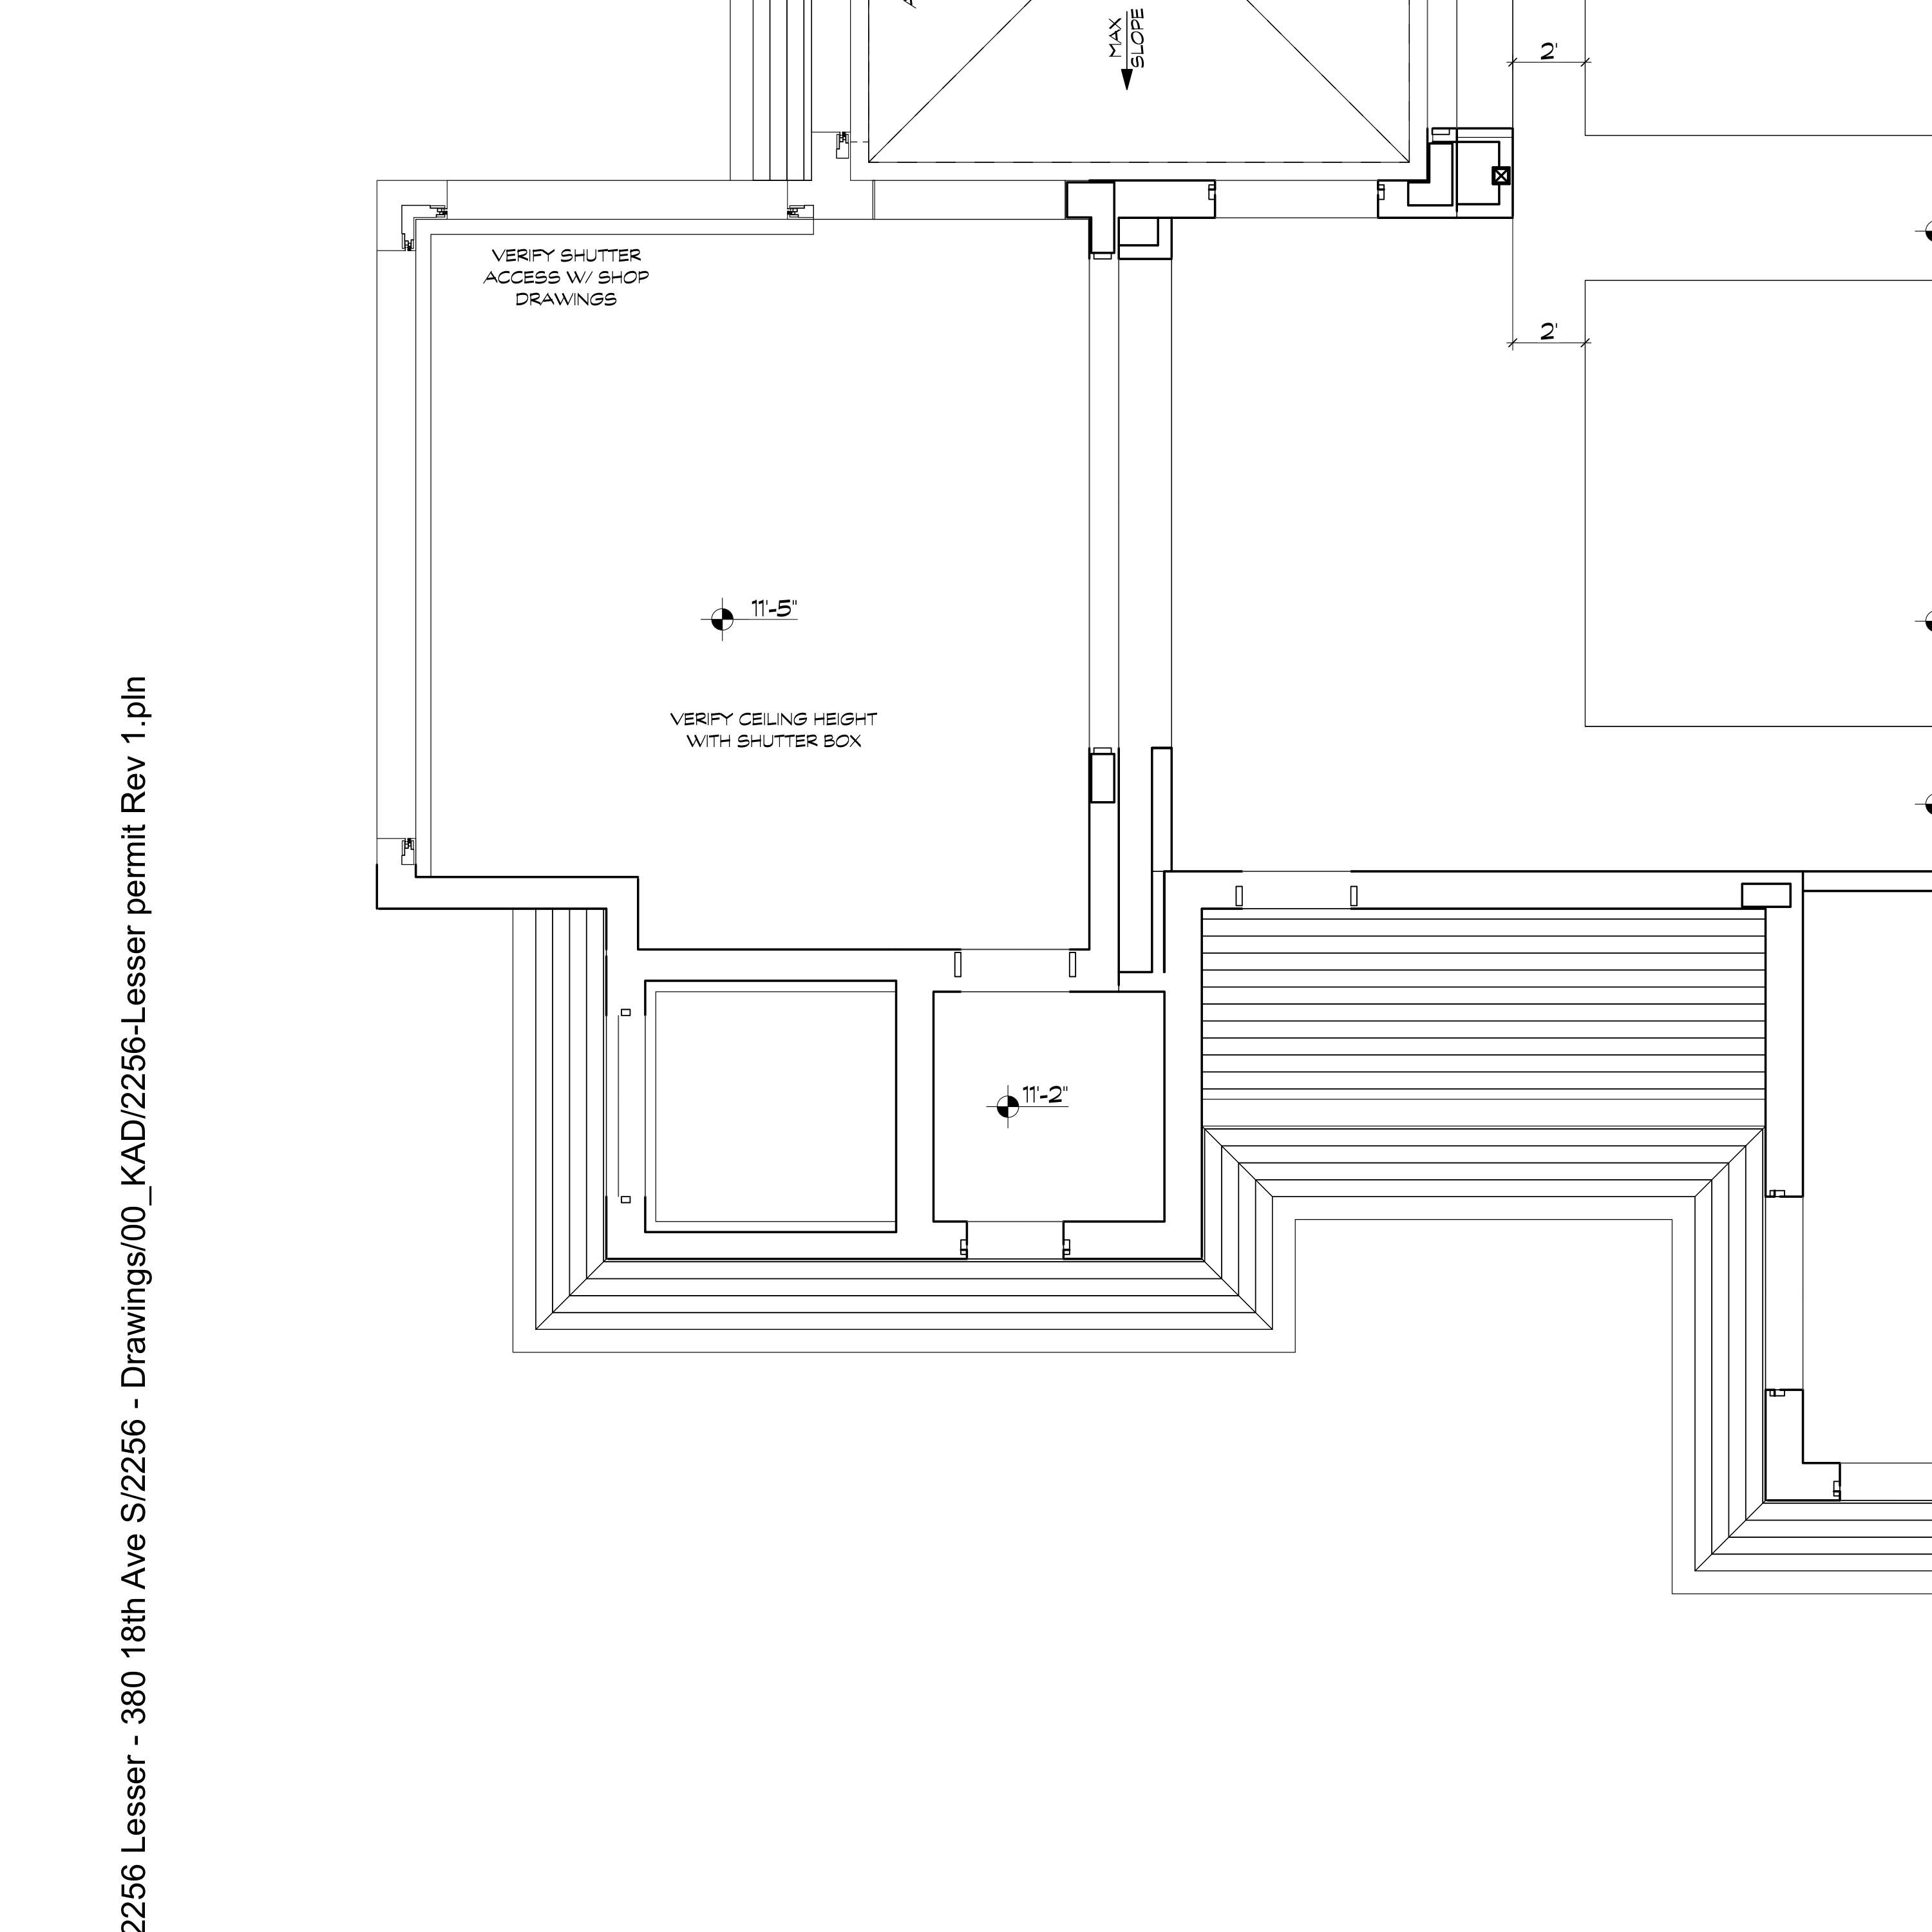 MAX
SLOPE
2'
VERIFY SHUTTER
ACCESS W/ SHOP
DRAWINGS
2'
11'-5"
VERIFY CEILING HEIGHT
WITH SHUTTER BOX
11'-2"
2256 Lesser - 380 18th Ave S/2256 - Drawings/00_KAD/2256-Lesser permit Rev 1.pln